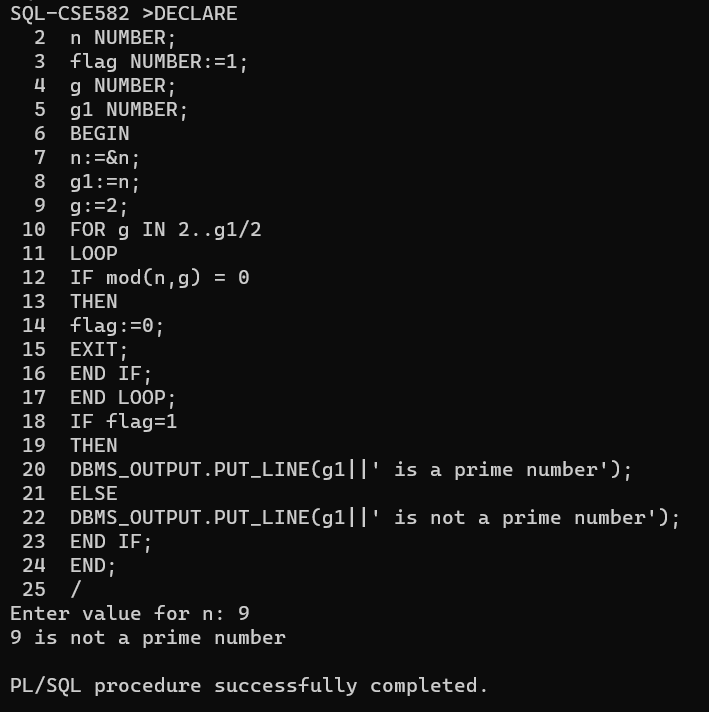 SQL-CSE582 >DECLARE
  2  n NUMBER;
  3  flag NUMBER:=1;
  4  g NUMBER;
  5  g1 NUMBER;
  6  BEGIN
  7  n:=&n;
  8  g1:=n;
  9  g:=2;
 10  FOR g IN 2..g1/2
 11  LOOP
 12  IF mod(n,g) = 0
 13  THEN
 14  flag:=0;
 15  EXIT;
 16  END IF;
 17  END LOOP;
 18  IF flag=1
 19  THEN
 20  DBMS_OUTPUT.PUT_LINE(g1||' is a prime number');
 21  ELSE
 22  DBMS_OUTPUT.PUT_LINE(g1||' is not a prime number');
 23  END IF;
 24  END;
 25  /
Enter value for n: 9
9 is not a prime number
PL/SQL procedure successfully completed.